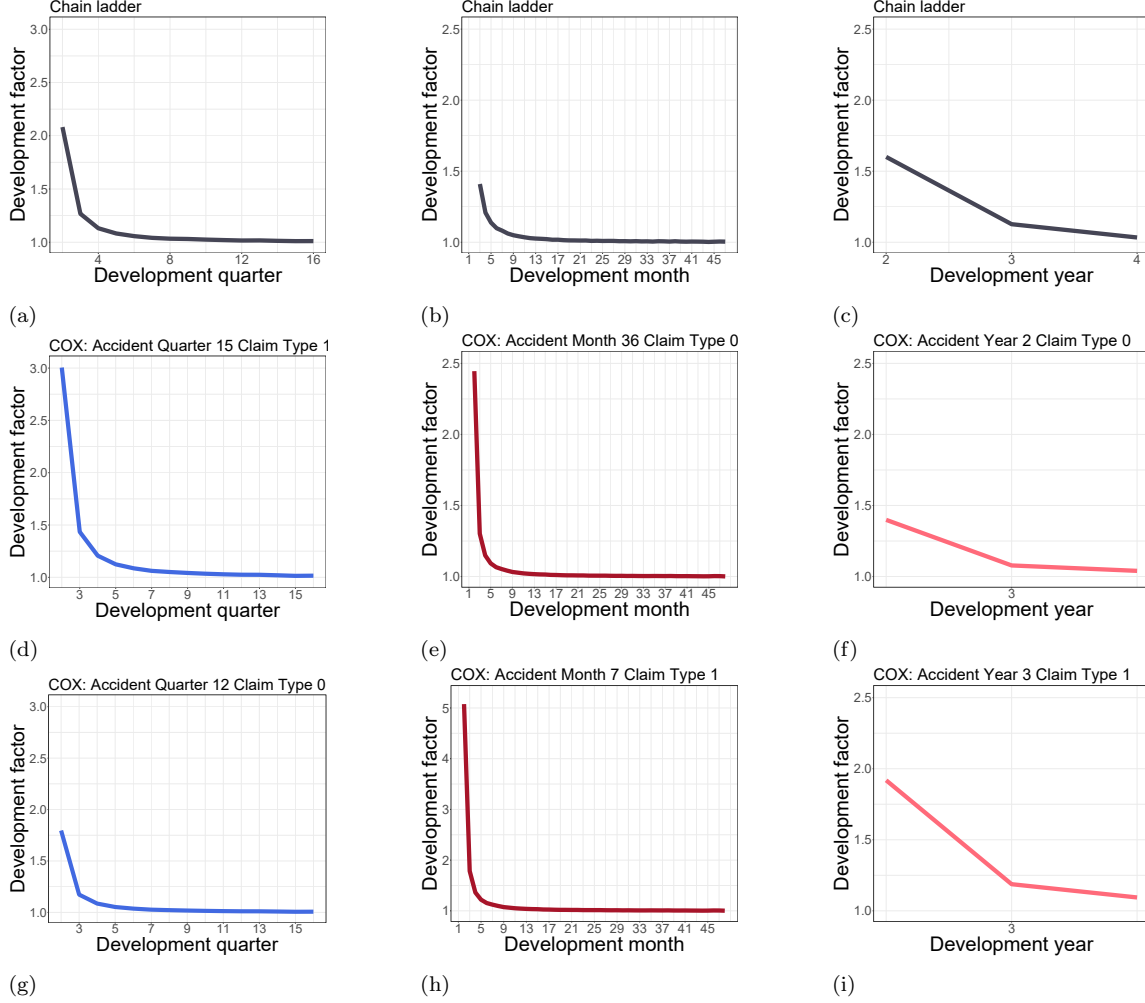 Chain ladder
Development factor
3.0
2.5
2.0
1.5
1.0
4 8 12 16
Development quarter
(a)
Chain ladder
Development factor
2.5
2.0
1.5
1.0
1 5 9 13 17 21 25 29 33 37 41 45
Development month
(b)
Chain ladder
Development factor
2.5
2.0
1.5
1.0
2 3 4
Development year
(c)
COX: Accident Quarter 15 Claim Type 1
Development factor
3.0
2.5
2.0
1.5
1.0
3 5 7 9 11 13 15
Development quarter
(d)
COX: Accident Month 36 Claim Type 0
Development factor
2.5
2.0
1.5
1.0
1 5 9 13 17 21 25 29 33 37 41 45
Development month
(e)
COX: Accident Year 2 Claim Type 0
Development factor
2.5
2.0
1.5
1.0
3
Development year
(f)
COX: Accident Quarter 12 Claim Type 0
Development factor
3.0
2.5
2.0
1.5
1.0
3 5 7 9 11 13 15
Development quarter
(g)
COX: Accident Month 7 Claim Type 1
Development factor
5
4
3
2
1
1 5 9 13 17 21 25 29 33 37 41 45
Development month
(h)
COX: Accident Year 3 Claim Type 1
Development factor
2.5
2.0
1.5
1.0
3
Development year
(i)